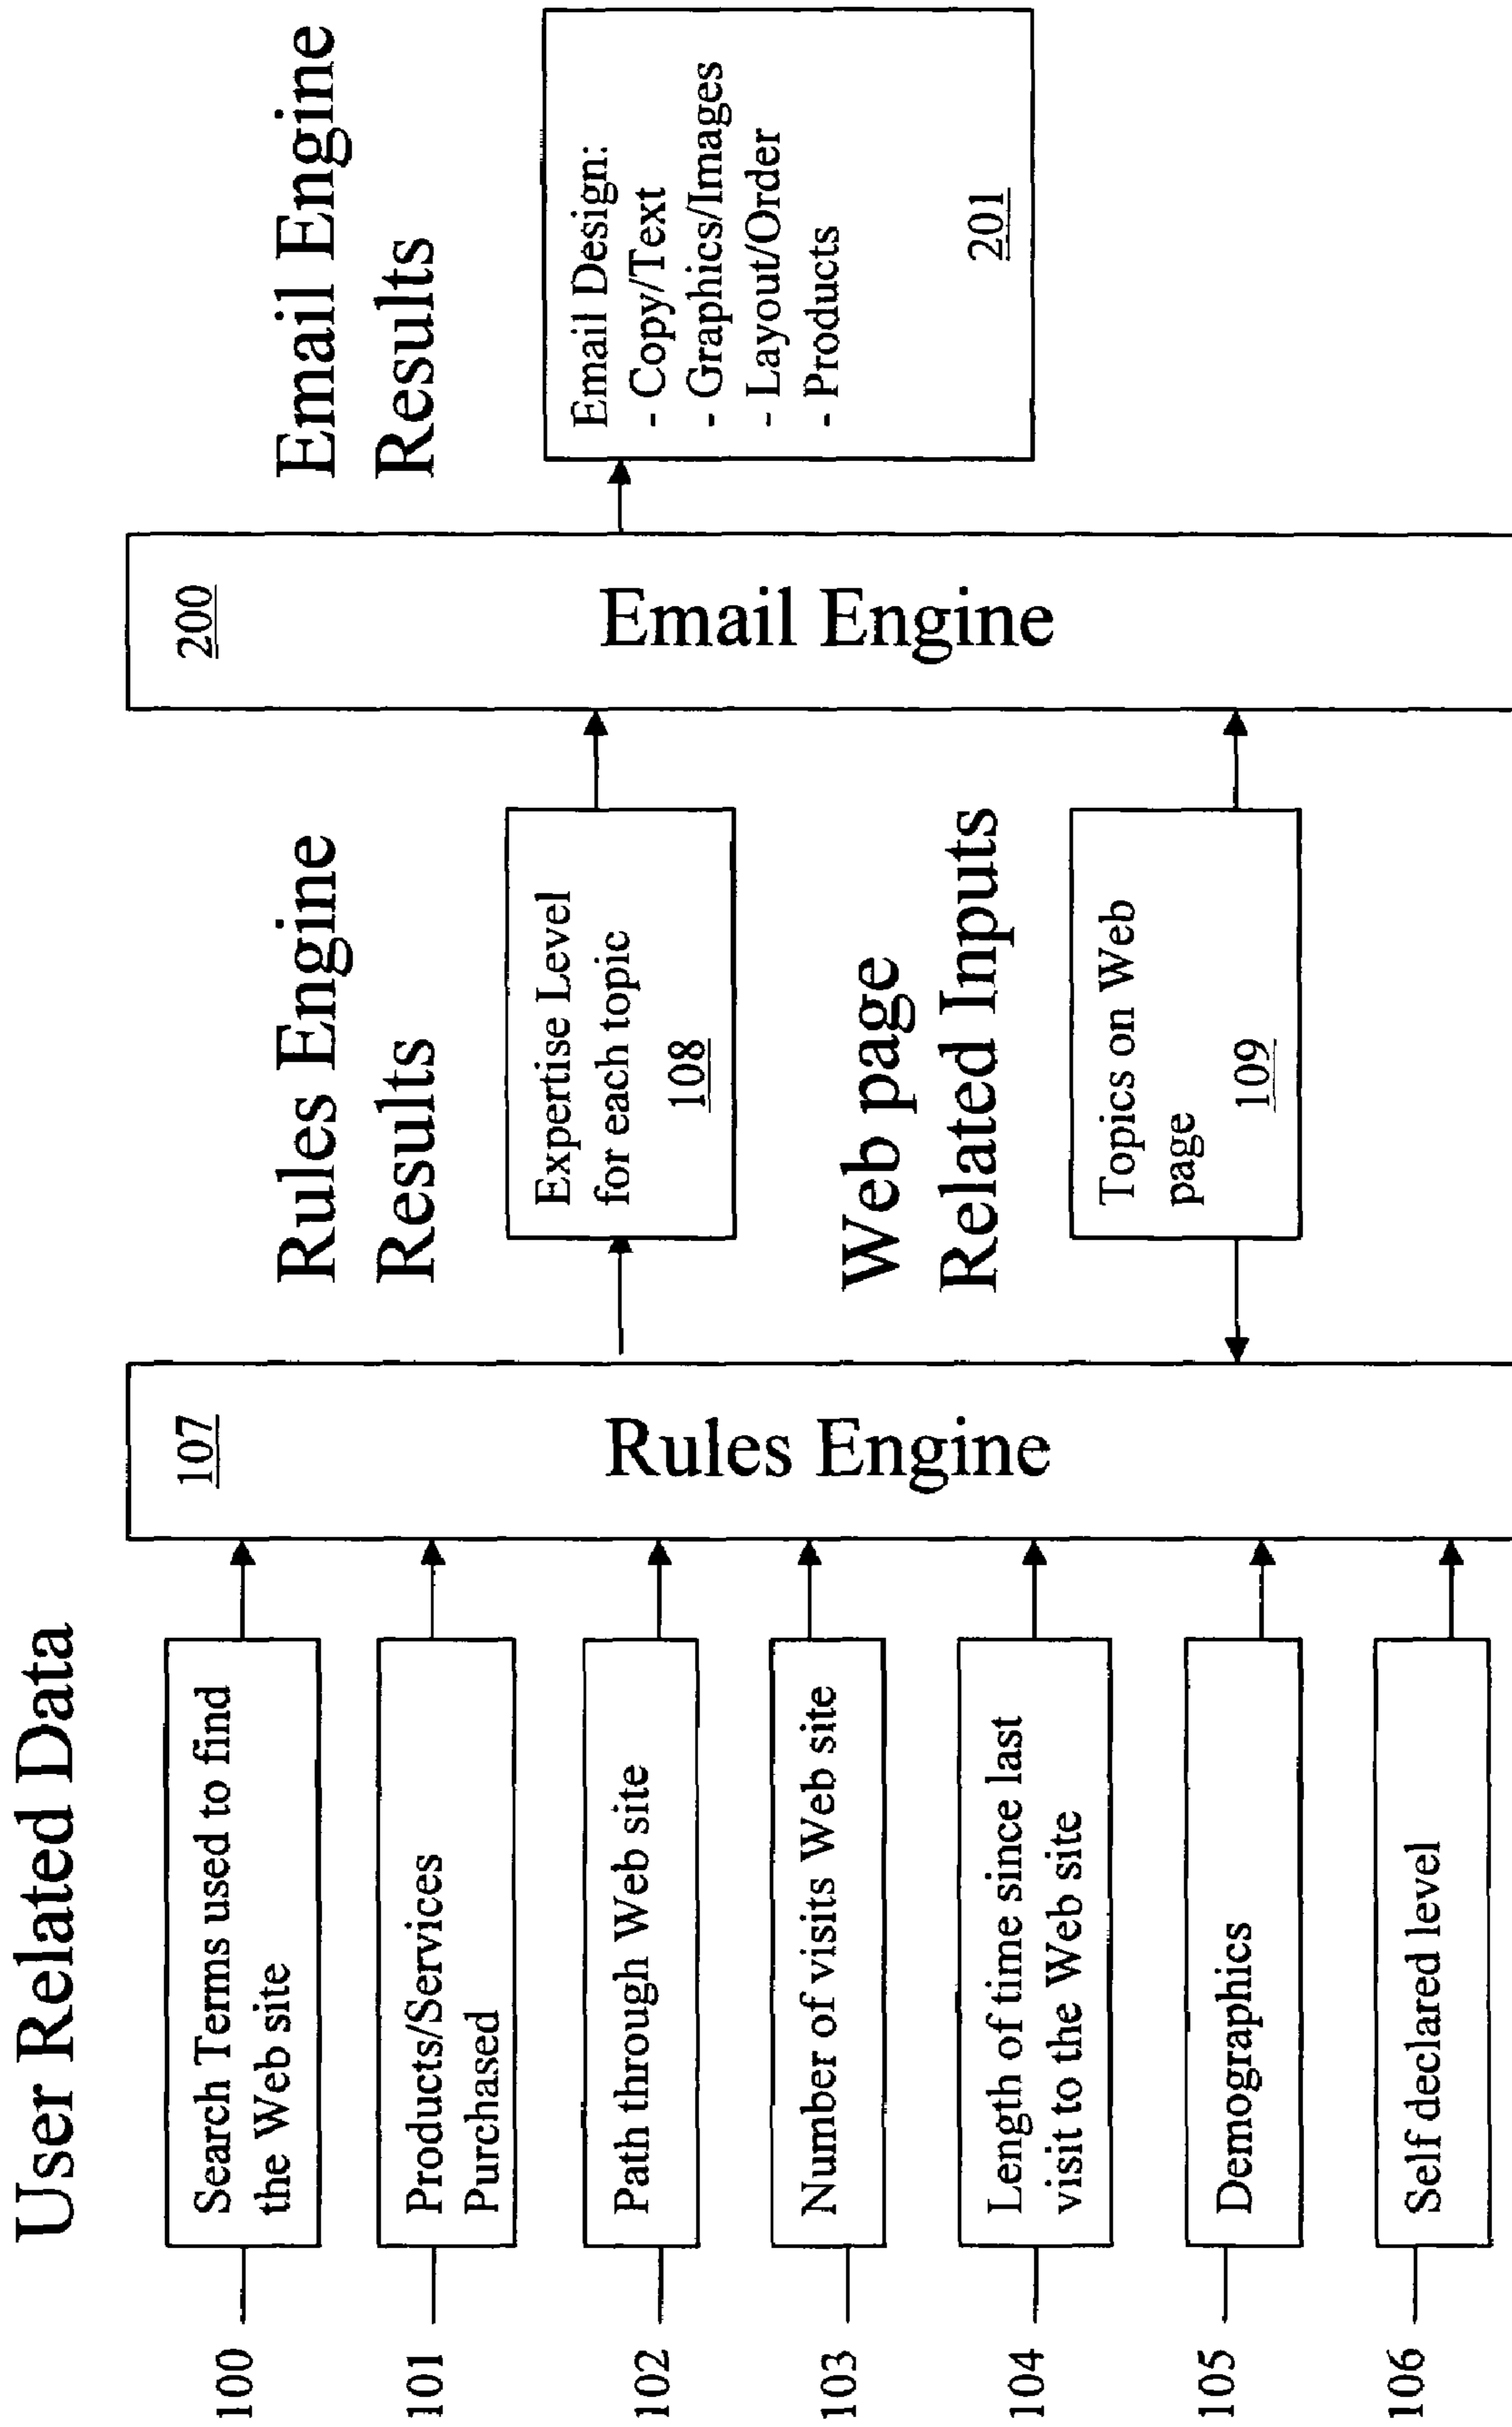 User Related Data
100
Search Terms used to find
the Web site
101
Products/Services
Purchased
102
Path through Web site
103
Number of visits Web site
104
Length of time since last
visit to the Web site
105
Demographics
106
Self declared level
107
Rules Engine
Rules Engine
Results
Expertise Level
for each topic
108
Web page
Related Inputs
Topics on Web
page
109
200
Email Engine
Email Engine
Results
Email Design:
- Copy/Text
- Graphics/Images
- Layout/Order
- Products
201